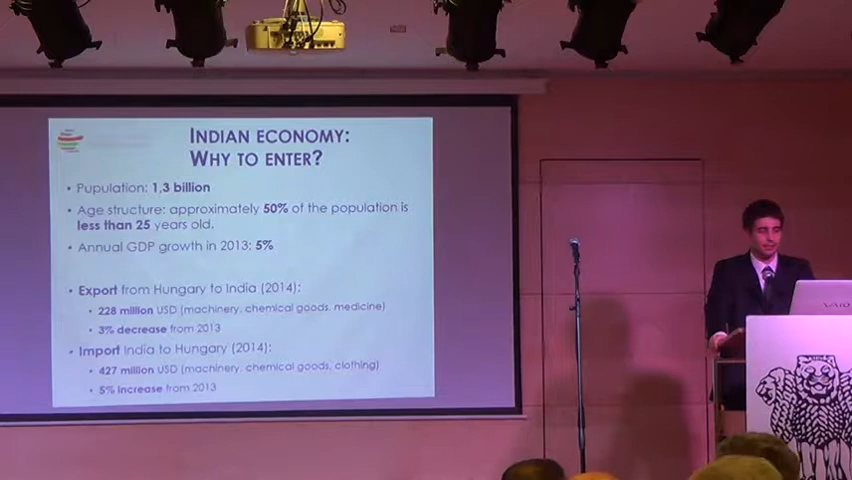 INDIAN ECONOMY:
WHY TO ENTER?
• Pupulation: 1,3 billion
• Age structure: approximately 50% of the population is
less than 25 years old.
• Annual GDP growth in 2013: 5%
• Export from Hungary to India (2014):
• 228 million USD (machinery, chemical goods, medicine)
• 3% decrease from 2013
• Import India to Hungary (2014):
• 427 million USD (machinery, chemical goods, clothing)
• 5% increase from 2013
VAIO